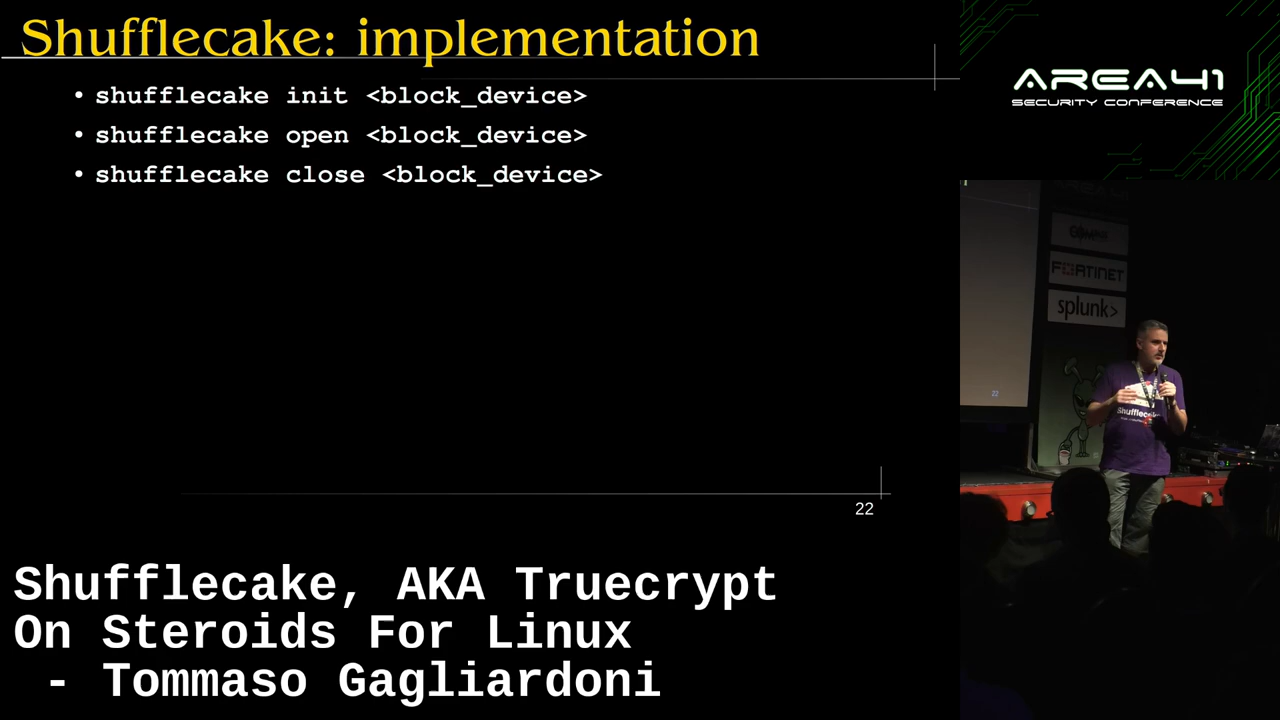 Shufflecake: implementation
• shufflecake init <block_device>
• shufflecake open <block_device>
• shufflecake close <block_device>
22
Shufflecake, AKA Truecrypt
On Steroids For Linux
- Tommaso Gagliardoni
AREA41
SECURITY CONFERENCE
FORTINET
splunk>
22